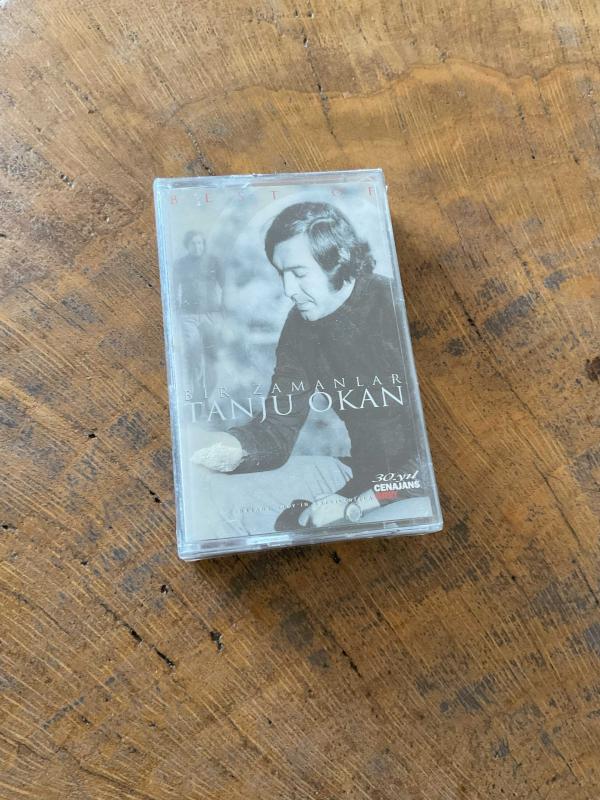 BEST OF
BİR ZAMANLAR
TANJU OKAN
30.yıl
CENAJANS